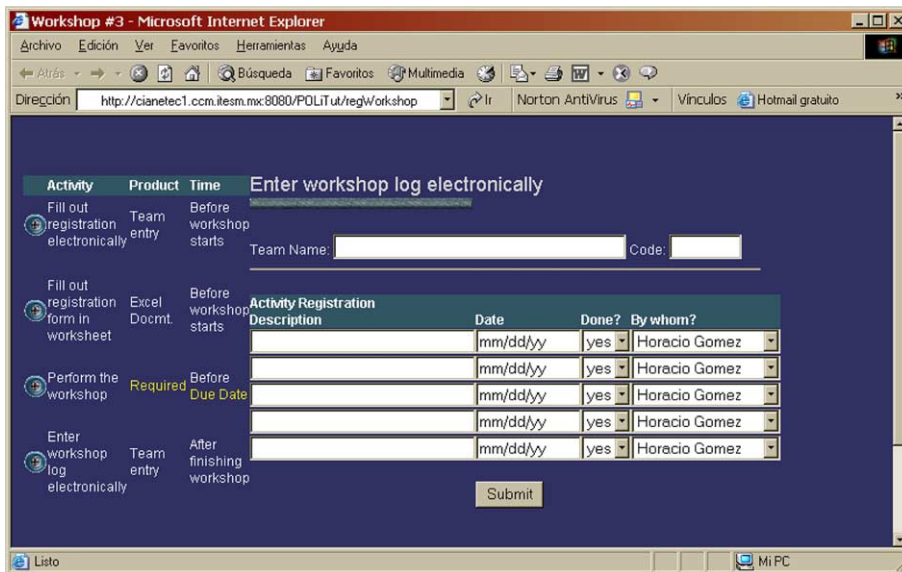 Workshop #3 - Microsoft Internet Explorer
Archivo Edición Ver Favoritos Herramientas Ayuda
Atrás Búsqueda Favoritos Multimedia
Dirección http://cianetec1.ccm.itesm.mx:8080/POLiTut/regWorkshop Ir Norton AntiVirus Vínculos Hotmail gratuito
Activity Product Time
Fill out
registration
electronically
Team
entry
Before
workshop
starts
Fill out
registration
form in
worksheet
Excel
Docmt.
Before
workshop
starts
Perform the
workshop
Required
Before
Due Date
Enter
workshop
log
electronically
Team
entry
After
finishing
workshop
Enter workshop log electronically
Team Name: Code:
Activity Registration
Description Date Done? By whom?
mm/dd/yy yes Horacio Gomez
mm/dd/yy yes Horacio Gomez
mm/dd/yy yes Horacio Gomez
mm/dd/yy yes Horacio Gomez
mm/dd/yy yes Horacio Gomez
Submit
Listo Mi PC